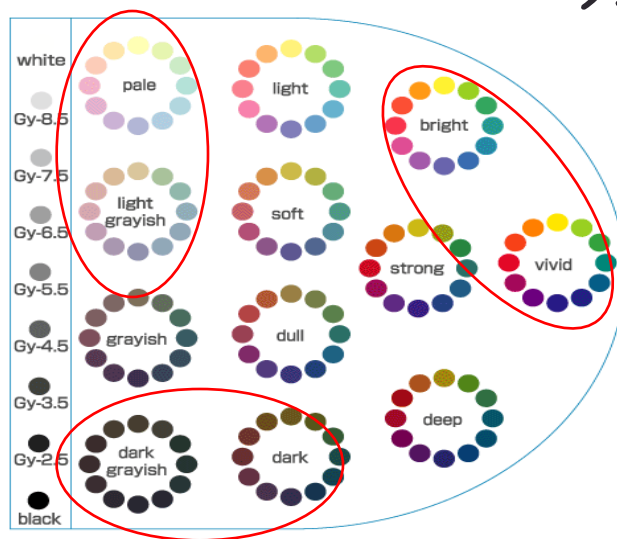 white
Gy-8.5
Gy-7.5
Gy-6.5
Gy-5.5
Gy-4.5
Gy-3.5
Gy-2.5
black
pale
light
bright
light
grayish
soft
strong
vivid
grayish
dull
deep
dark
grayish
dark